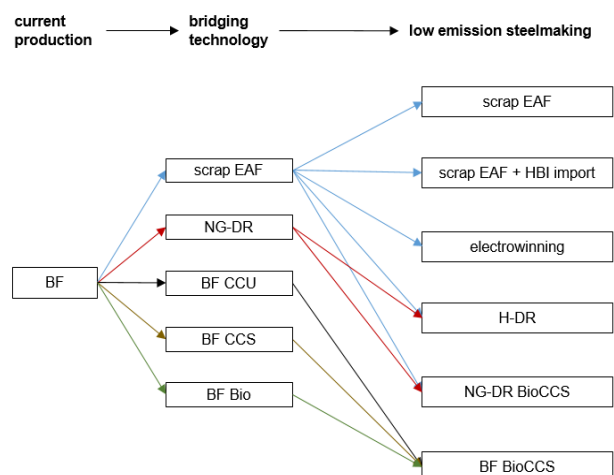 current
production
bridging
technology
low emission steelmaking
scrap EAF
scrap EAF
scrap EAF + HBI import
NG-DR
electrowinning
BF
BF CCU
H-DR
BF CCS
NG-DR BioCCS
BF Bio
BF BioCCS